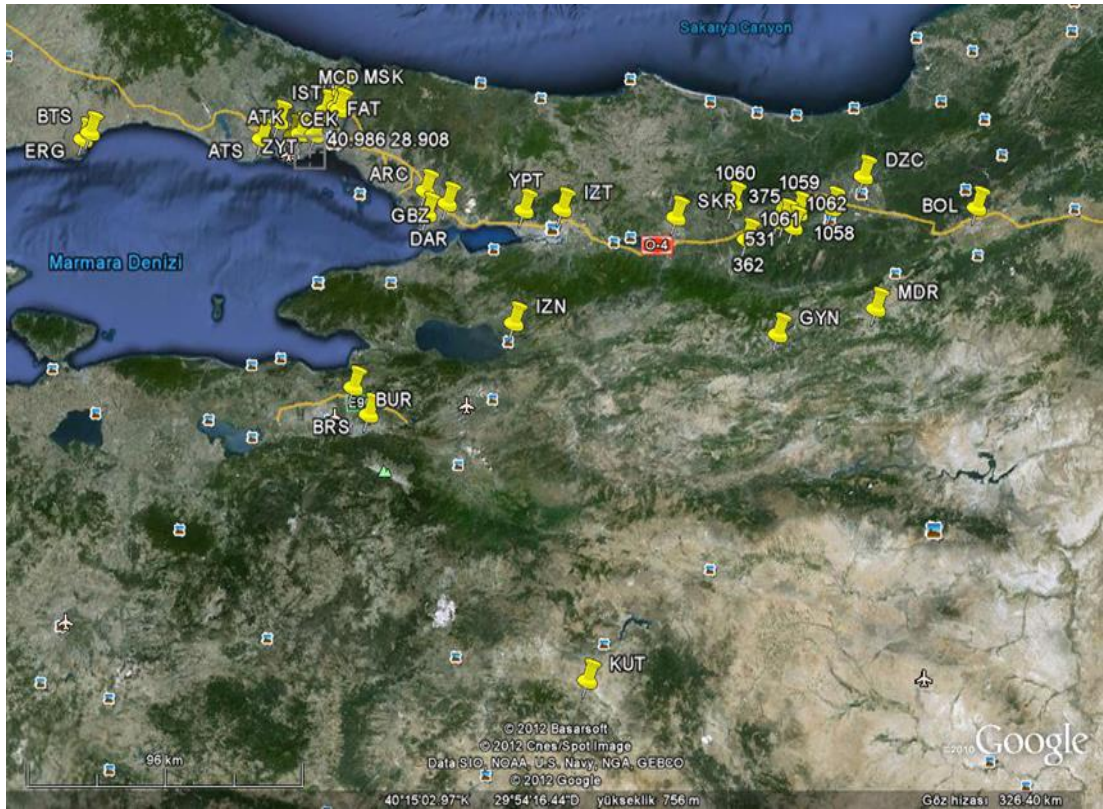 Sakarya Canyon
MCD MSK
IST
FAT
BTS
ATK
CEK
40.986 28.908
ERG
ATS
ZYT
ARC
DZC
1060
YPT
IZT
SKR
375
1059
1062
BOL
GBZ
1061
1058
DAR
531
O-4
362
Marmara Denizi
MDR
IZN
GYN
E9
BUR
BRS
KUT
© 2012 Basarsoft
© 2012 Cnes/Spot Image
Data SIO, NOAA, U.S. Navy, NGA, GEBCO
© 2012 Google
©2010 Google
96 km
40°15'02.97"K 29°54'16.44"D yükseklik 756 m Göz hizası 326.40 km